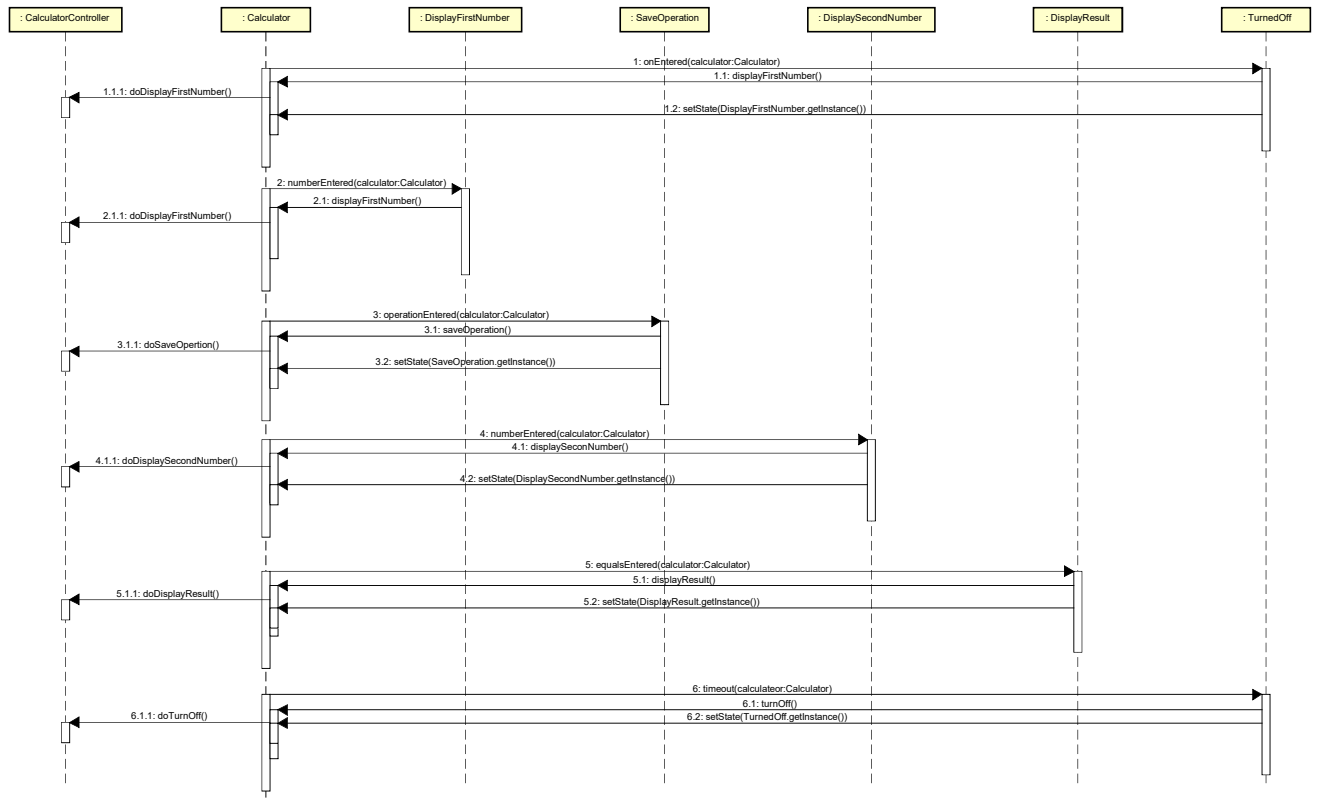 : CalculatorController
: Calculator
: DisplayFirstNumber
: SaveOperation
: DisplaySecondNumber
: DisplayResult
: TurnedOff
1: onEntered(calculator:Calculator)
1.1: displayFirstNumber()
1.1.1: doDisplayFirstNumber()
1.2: setState(DisplayFirstNumber.getInstance())
2: numberEntered(calculator:Calculator)
2.1: displayFirstNumber()
2.1.1: doDisplayFirstNumber()
3: operationEntered(calculator:Calculator)
3.1: saveOperation()
3.1.1: doSaveOpertion()
3.2: setState(SaveOperation.getInstance())
4: numberEntered(calculator:Calculator)
4.1: displaySeconNumber()
4.1.1: doDisplaySecondNumber()
4.2: setState(DisplaySecondNumber.getInstance())
5: equalsEntered(calculator:Calculator)
5.1: displayResult()
5.1.1: doDisplayResult()
5.2: setState(DisplayResult.getInstance())
6: timeout(calculateor:Calculator)
6.1: turnOff()
6.1.1: doTurnOff()
6.2: setState(TurnedOff.getInstance())